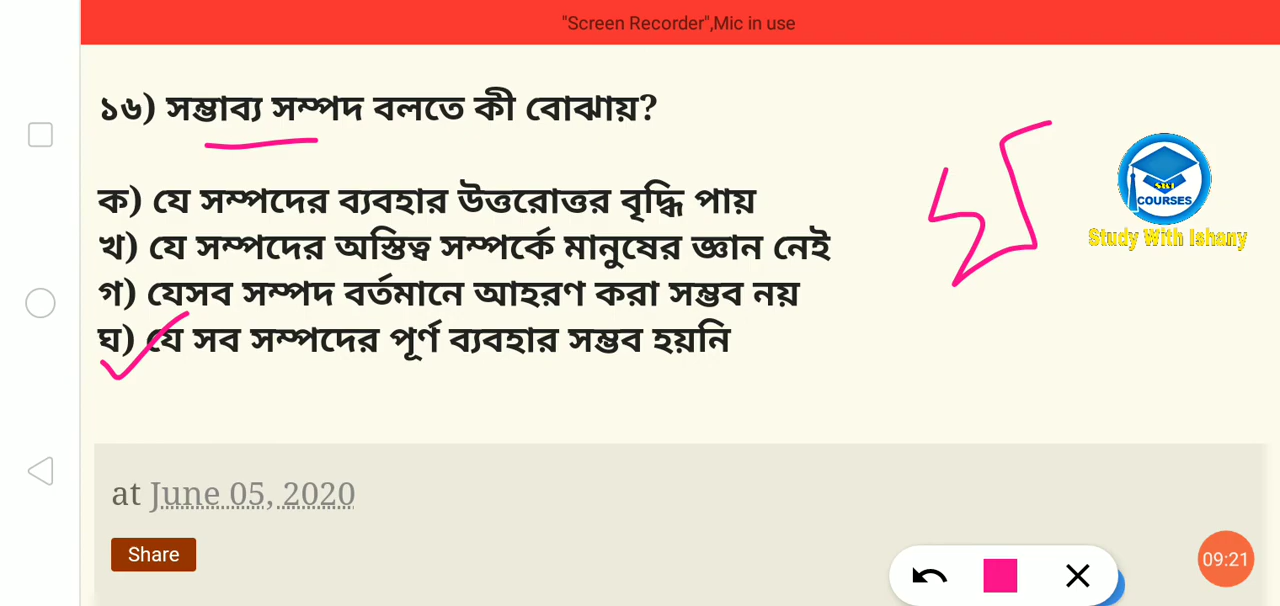 "Screen Recorder",Mic in use
১৬) সম্ভাব্য সম্পদ বলতে কী বোঝায়?
ক) যে সম্পদের ব্যবহার উত্তরোত্তর বৃদ্ধি পায়
খ) যে সম্পদের অস্তিত্ব সম্পর্কে মানুষের জ্ঞান নেই
গ) যেসব সম্পদ বর্তমানে আহরণ করা সম্ভব নয়
ঘ) যে সব সম্পদের পূর্ণ ব্যবহার সম্ভব হয়নি
SWI
COURSES
Study With Ishany
at June 05, 2020
Share
09:21